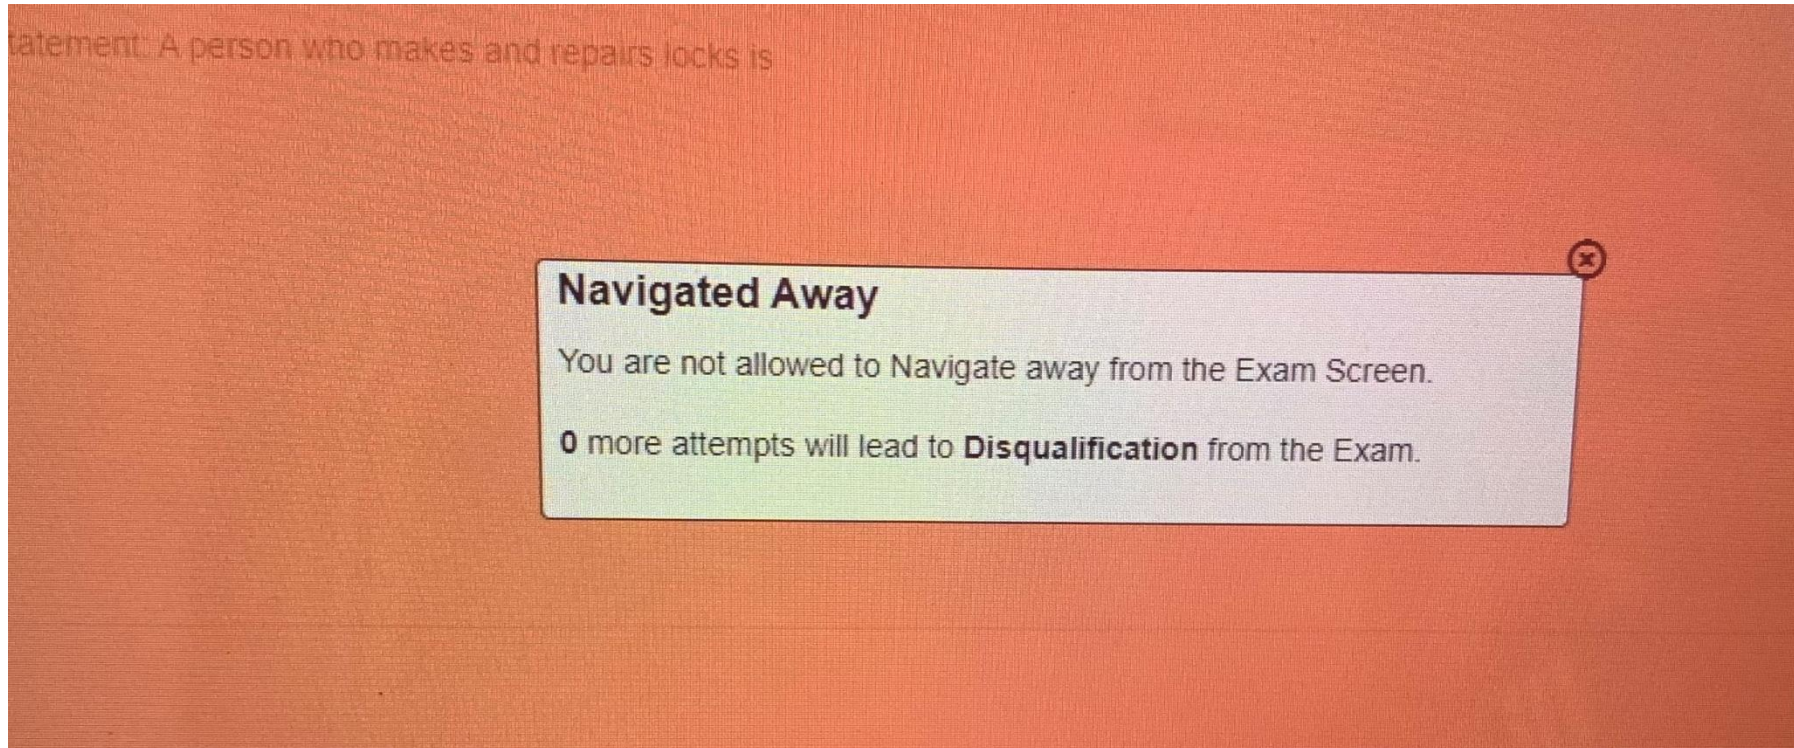 tatement: A person who makes and repairs locks is
Navigated Away
You are not allowed to Navigate away from the Exam Screen.
0 more attempts will lead to Disqualification from the Exam.